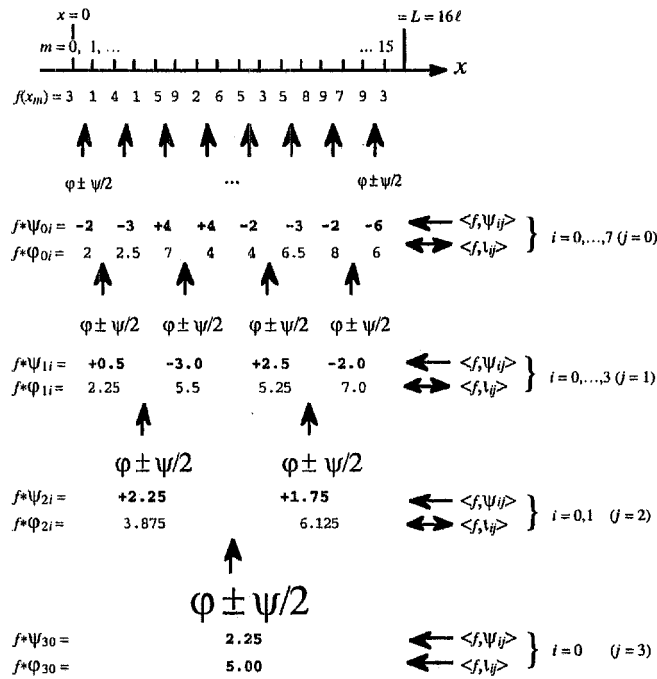 x = 0 = L = 16ℓ
m = 0, 1, ... ... 15
x
f(xₘ) = 3 1 4 1 5 9 2 6 5 3 5 8 9 7 9 3
φ ± ψ/2 ... φ ± ψ/2
f*ψ₀ᵢ = -2 -3 +4 +4 -2 -3 -2 -6 <f,ψᵢⱼ>
f*φ₀ᵢ = 2 2.5 7 4 4 6.5 8 6 <f,ιᵢⱼ> } i = 0,...,7 (j = 0)
φ ± ψ/2 φ ± ψ/2 φ ± ψ/2 φ ± ψ/2
f*ψ₁ᵢ = +0.5 -3.0 +2.5 -2.0 <f,ψᵢⱼ>
f*φ₁ᵢ = 2.25 5.5 5.25 7.0 <f,ιᵢⱼ> } i = 0,...,3 (j = 1)
φ ± ψ/2 φ ± ψ/2
f*ψ₂ᵢ = +2.25 +1.75 <f,ψᵢⱼ>
f*φ₂ᵢ = 3.875 6.125 <f,ιᵢⱼ> } i = 0,1 (j = 2)
φ ± ψ/2
f*ψ₃₀ = 2.25 <f,ψᵢⱼ>
f*φ₃₀ = 5.00 <f,ιᵢⱼ> } i = 0 (j = 3)